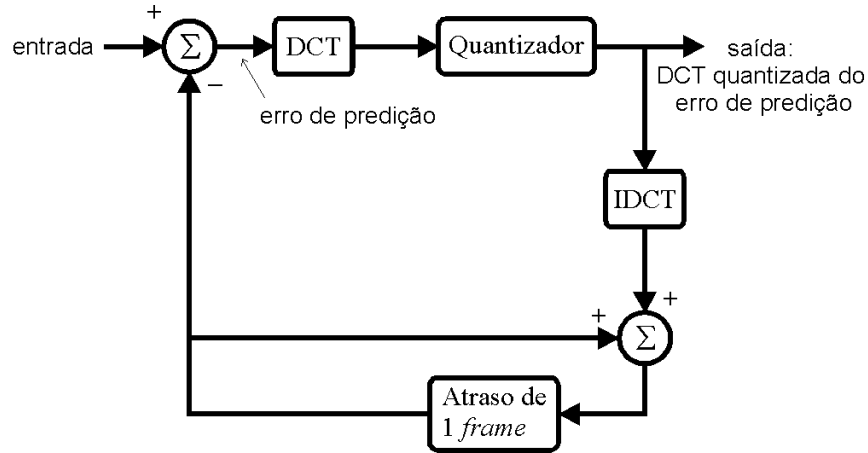 +
entrada
Σ
DCT
Quantizador
saída:
DCT quantizada do
erro de predição
−
erro de predição
IDCT
+
+
Σ
Atraso de
1 frame